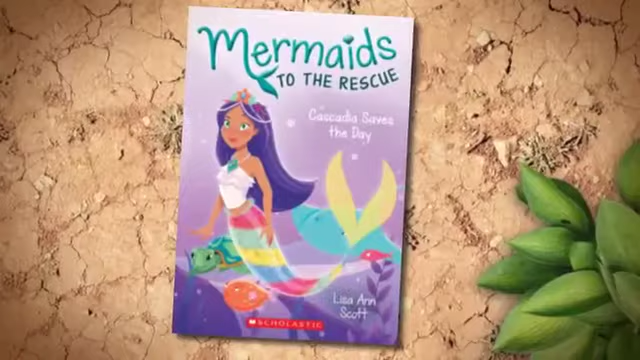 Mermaids
TO THE RESCUE
Cascadia Saves
the Day
Lisa Ann
Scott
SCHOLASTIC